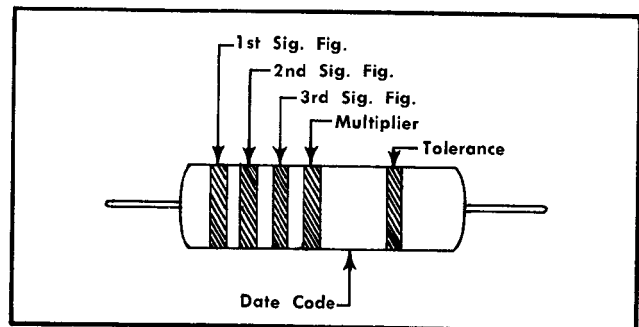 1st Sig. Fig.
2nd Sig. Fig.
3rd Sig. Fig.
Multiplier
Tolerance
Date Code